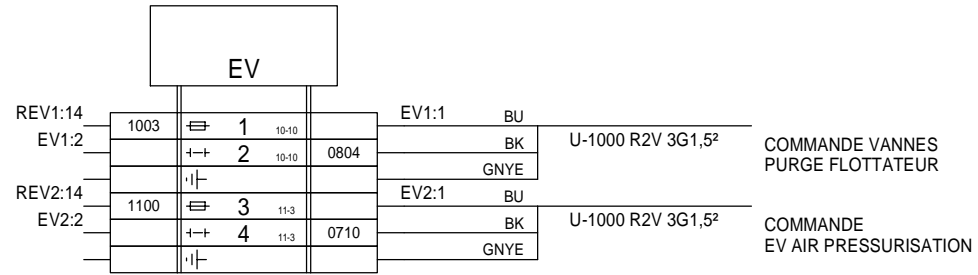 EV
REV1:14 1003 1 10-10 EV1:1 BU
U-1000 R2V 3G1,5² COMMANDE VANNES
EV1:2 2 10-10 0804 BK
PURGE FLOTTATEUR
GNYE
REV2:14 1100 3 11-3 EV2:1 BU
U-1000 R2V 3G1,5² COMMANDE
EV2:2 4 11-3 0710 BK
EV AIR PRESSURISATION
GNYE